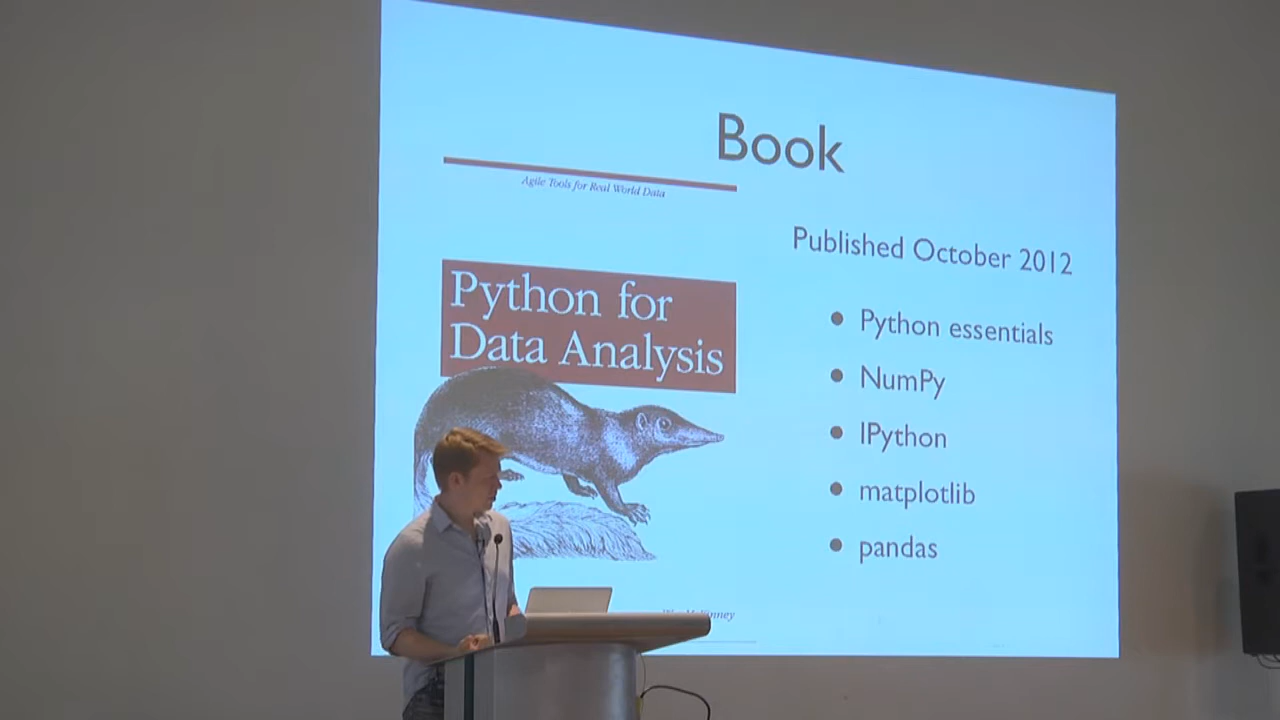 Book
Agile Tools for Real World Data
Python for
Data Analysis
Published October 2012
Python essentials
NumPy
IPython
matplotlib
pandas
McKinney